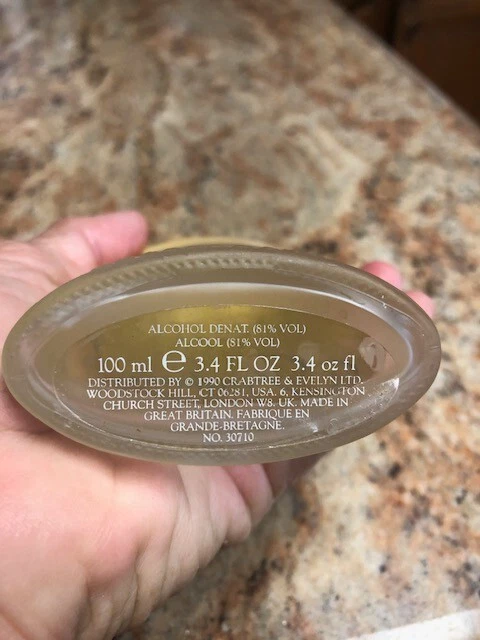 ALCOHOL DENAT. (81% VOL)
ALCOOL (81% VOL)
100 ml ℮ 3.4 FL OZ 3.4 oz fl
DISTRIBUTED BY © 1990 CRABTREE & EVELYN LTD.
WOODSTOCK HILL, CT 06281, USA. 6, KENSINGTON
CHURCH STREET, LONDON W8. UK. MADE IN
GREAT BRITAIN. FABRIQUE EN
GRANDE-BRETAGNE.
NO. 30710